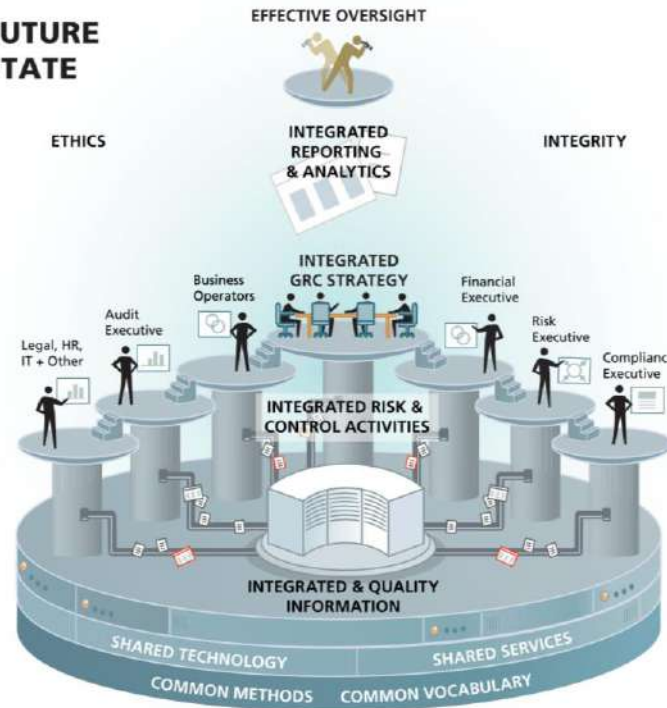 UTURE
TATE
EFFECTIVE OVERSIGHT
ETHICS
INTEGRATED
REPORTING
& ANALYTICS
INTEGRITY
INTEGRATED
GRC STRATEGY
Business
Operators
Financial
Executive
Audit
Executive
Risk
Executive
Legal, HR,
IT + Other
Complianc
Executive
INTEGRATED RISK &
CONTROL ACTIVITIES
INTEGRATED & QUALITY
INFORMATION
SHARED TECHNOLOGY
SHARED SERVICES
COMMON METHODS COMMON VOCABULARY